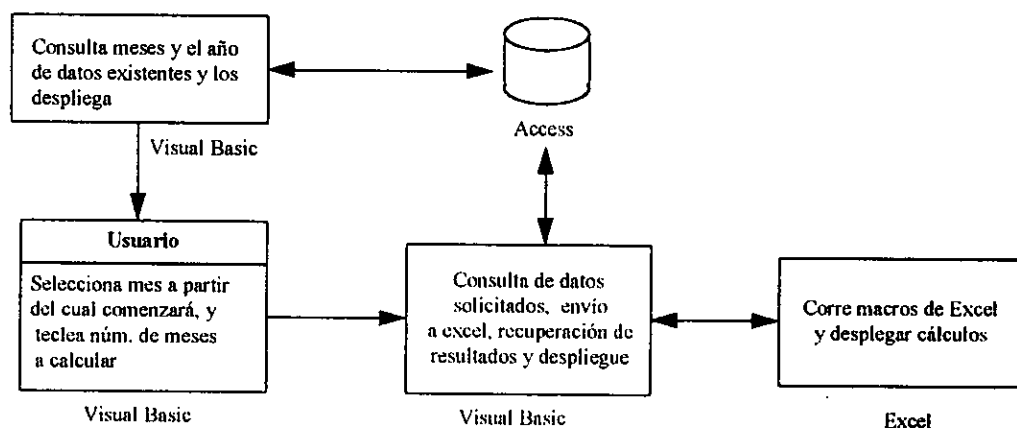 Consulta meses y el año
de datos existentes y los
despliega
Visual Basic
Access
Usuario
Selecciona mes a partir
del cual comenzará, y
teclea núm. de meses
a calcular
Visual Basic
Consulta de datos
solicitados, envío
a excel, recuperación de
resultados y despliegue
Visual Basic
Corre macros de Excel
y desplegar cálculos
Excel